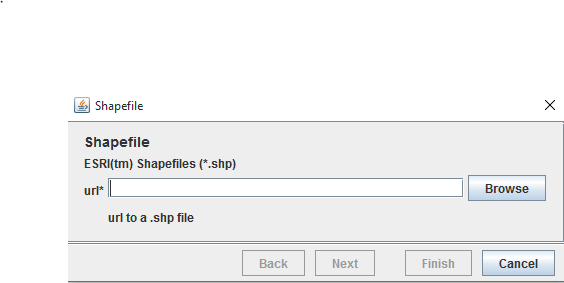 Shapefile
Shapefile
ESRI(tm) Shapefiles (*.shp)
url*
Browse
url to a .shp file
Back Next Finish Cancel